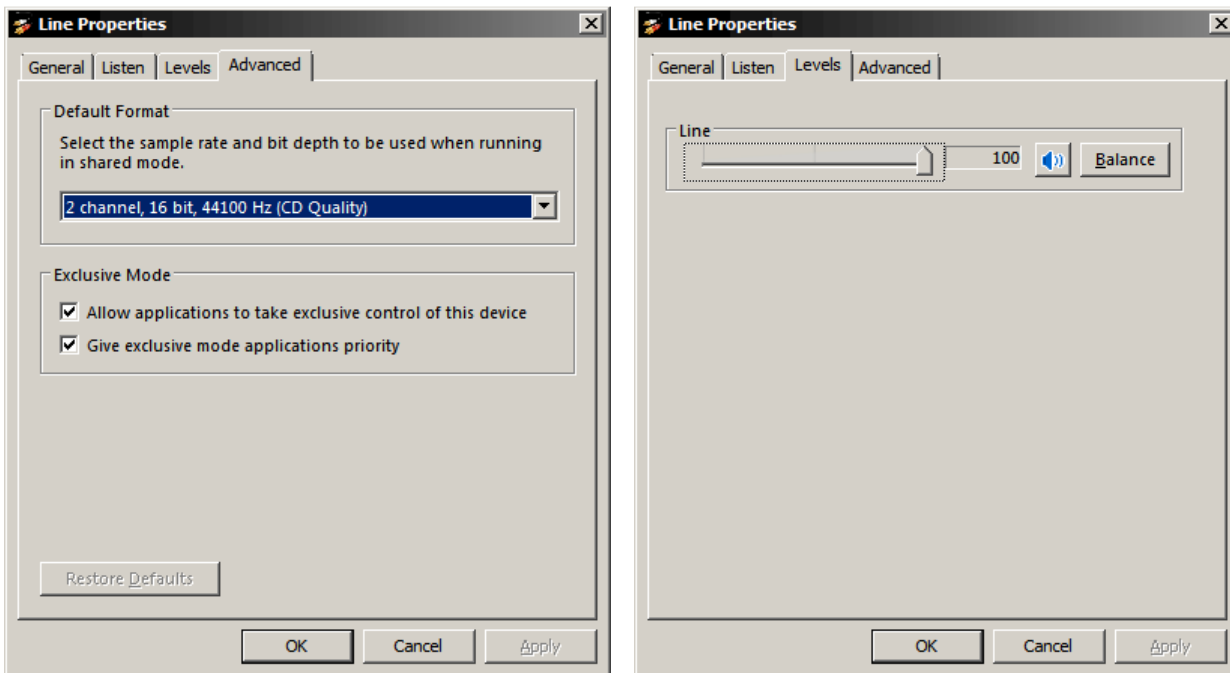 Line Properties
General Listen Levels Advanced
Default Format
Select the sample rate and bit depth to be used when running
in shared mode.
2 channel, 16 bit, 44100 Hz (CD Quality)
Exclusive Mode
Allow applications to take exclusive control of this device
Give exclusive mode applications priority
Restore Defaults
OK Cancel Apply
Line Properties
General Listen Levels Advanced
Line
100 Balance
OK Cancel Apply